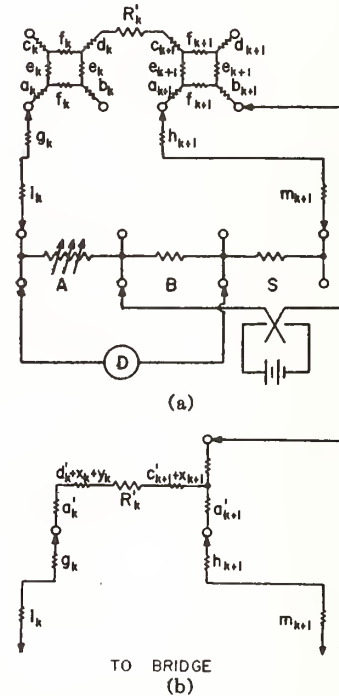 R'k
ck fk dk ck+1 fk+1 dk+1
ek ek ek+1 ek+1
ak fk bk ak+1 fk+1 bk+1
gk hk+1
lk mk+1
A B S
D
(a)
d'k+xk+yk R'k c'k+1+xk+1
a'k a'k+1
gk hk+1
lk mk+1
TO BRIDGE
(b)